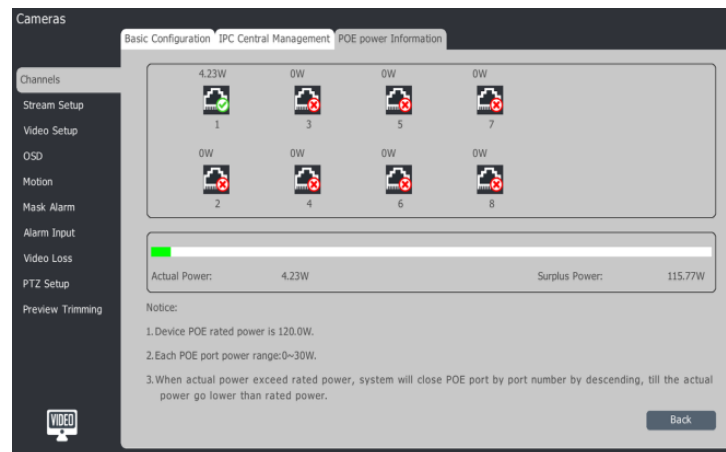 Cameras
Basic Configuration IPC Central Management POE power Information
Channels
Stream Setup
Video Setup
OSD
Motion
Mask Alarm
Alarm Input
Video Loss
PTZ Setup
Preview Trimming
VIDEO
4.23W 0W 0W 0W
1 3 5 7
0W 0W 0W 0W
2 4 6 8
Actual Power: 4.23W Surplus Power: 115.77W
Notice:
1.Device POE rated power is 120.0W.
2.Each POE port power range:0~30W.
3.When actual power exceed rated power, system will close POE port by port number by descending, till the actual
power go lower than rated power.
Back